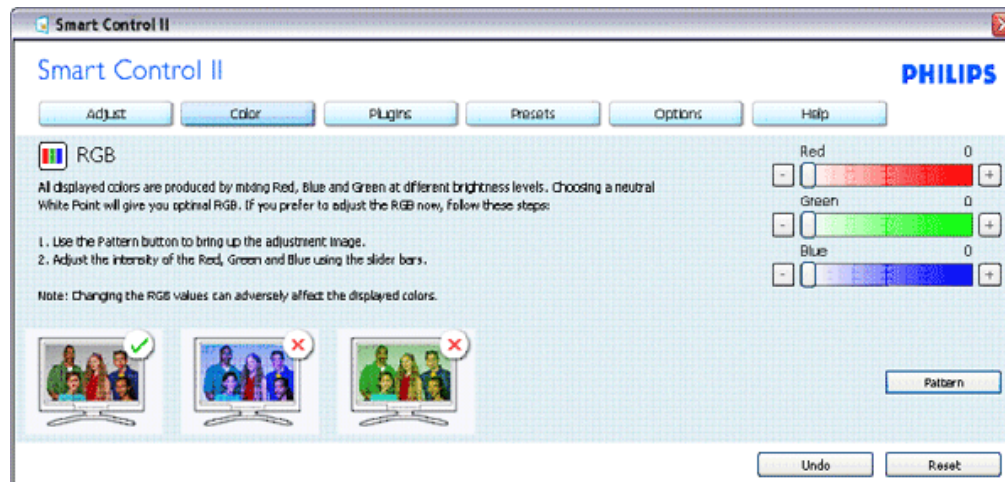 Smart Control II
Smart Control II
PHILIPS
Adjust Color Plugins Presets Options Help
RGB
All displayed colors are produced by mixing Red, Blue and Green at different brightness levels. Choosing a neutral
White Point will give you optimal RGB. If you prefer to adjust the RGB now, follow these steps:
1. Use the Pattern button to bring up the adjustment image.
2. Adjust the intensity of the Red, Green and Blue using the slider bars.
Note: Changing the RGB values can adversely affect the displayed colors.
Red 0
- +
Green 0
- +
Blue 0
- +
Pattern
Undo Reset